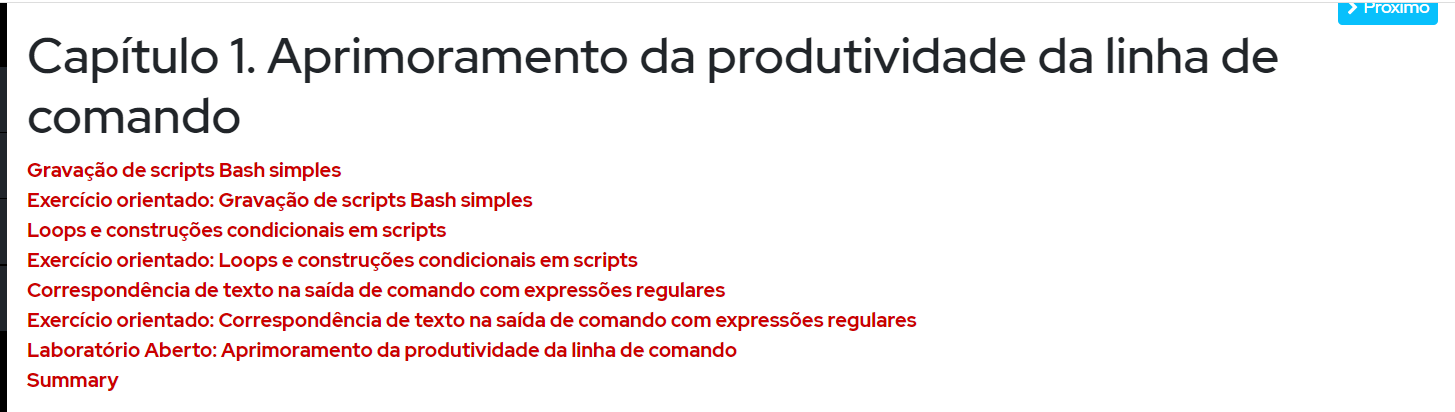 Próximo
Capítulo 1. Aprimoramento da produtividade da linha de
comando
Gravação de scripts Bash simples
Exercício orientado: Gravação de scripts Bash simples
Loops e construções condicionais em scripts
Exercício orientado: Loops e construções condicionais em scripts
Correspondência de texto na saída de comando com expressões regulares
Exercício orientado: Correspondência de texto na saída de comando com expressões regulares
Laboratório Aberto: Aprimoramento da produtividade da linha de comando
Summary